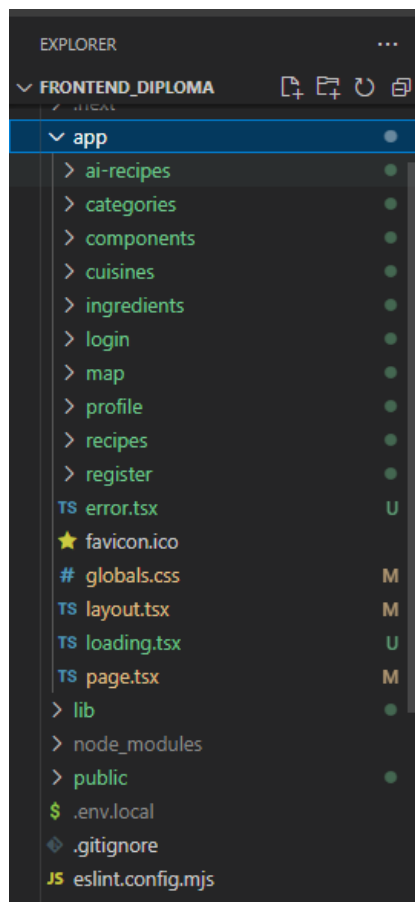 EXPLORER ...
FRONTEND_DIPLOMA
.next
app
ai-recipes
categories
components
cuisines
ingredients
login
map
profile
recipes
register
TS error.tsx U
favicon.ico
# globals.css M
TS layout.tsx M
TS loading.tsx U
TS page.tsx M
lib
node_modules
public
$ .env.local
.gitignore
JS eslint.config.mjs